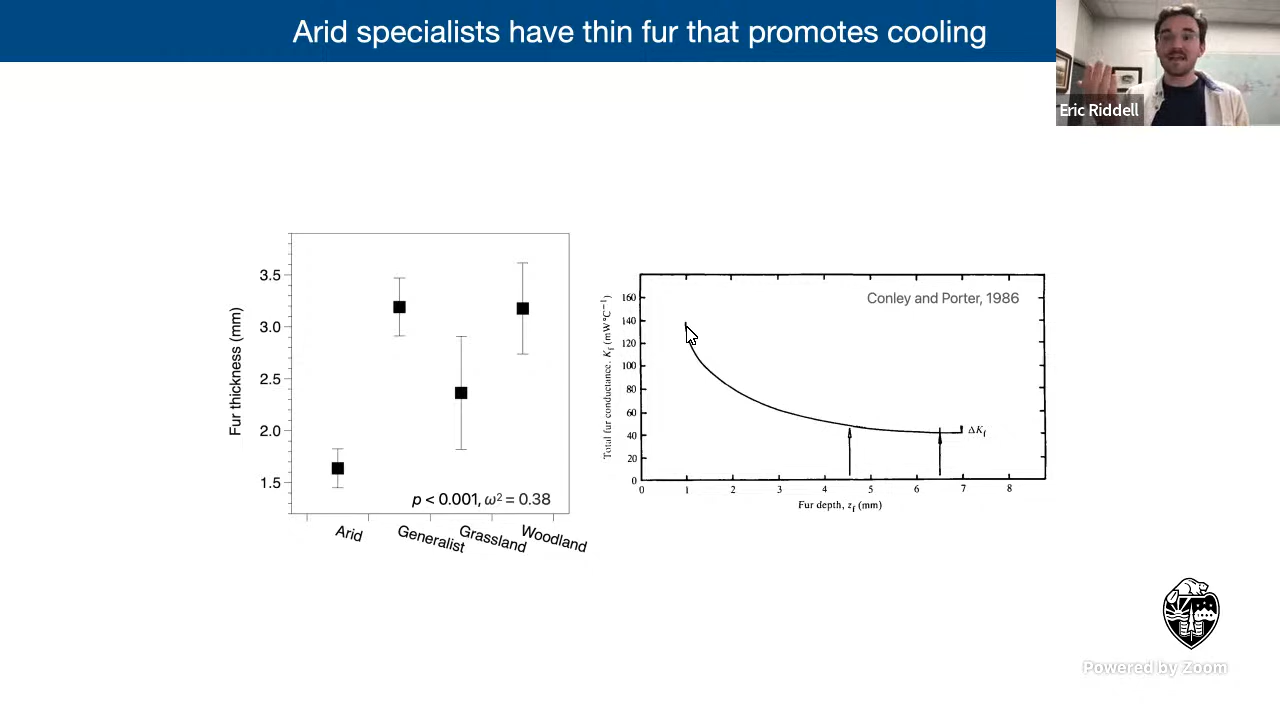 Arid specialists have thin fur that promotes cooling
Eric Riddell
Fur thickness (mm)
3.5
3.0
2.5
2.0
1.5
p < 0.001, ω² = 0.38
Arid
Generalist
Grassland
Woodland
Conley and Porter, 1986
Total fur conductance, Kf (mW°C⁻¹)
160
140
120
100
80
60
40
20
0
ΔKf
0 1 2 3 4 5 6 7 8
Fur depth, zf (mm)
Powered by Zoom